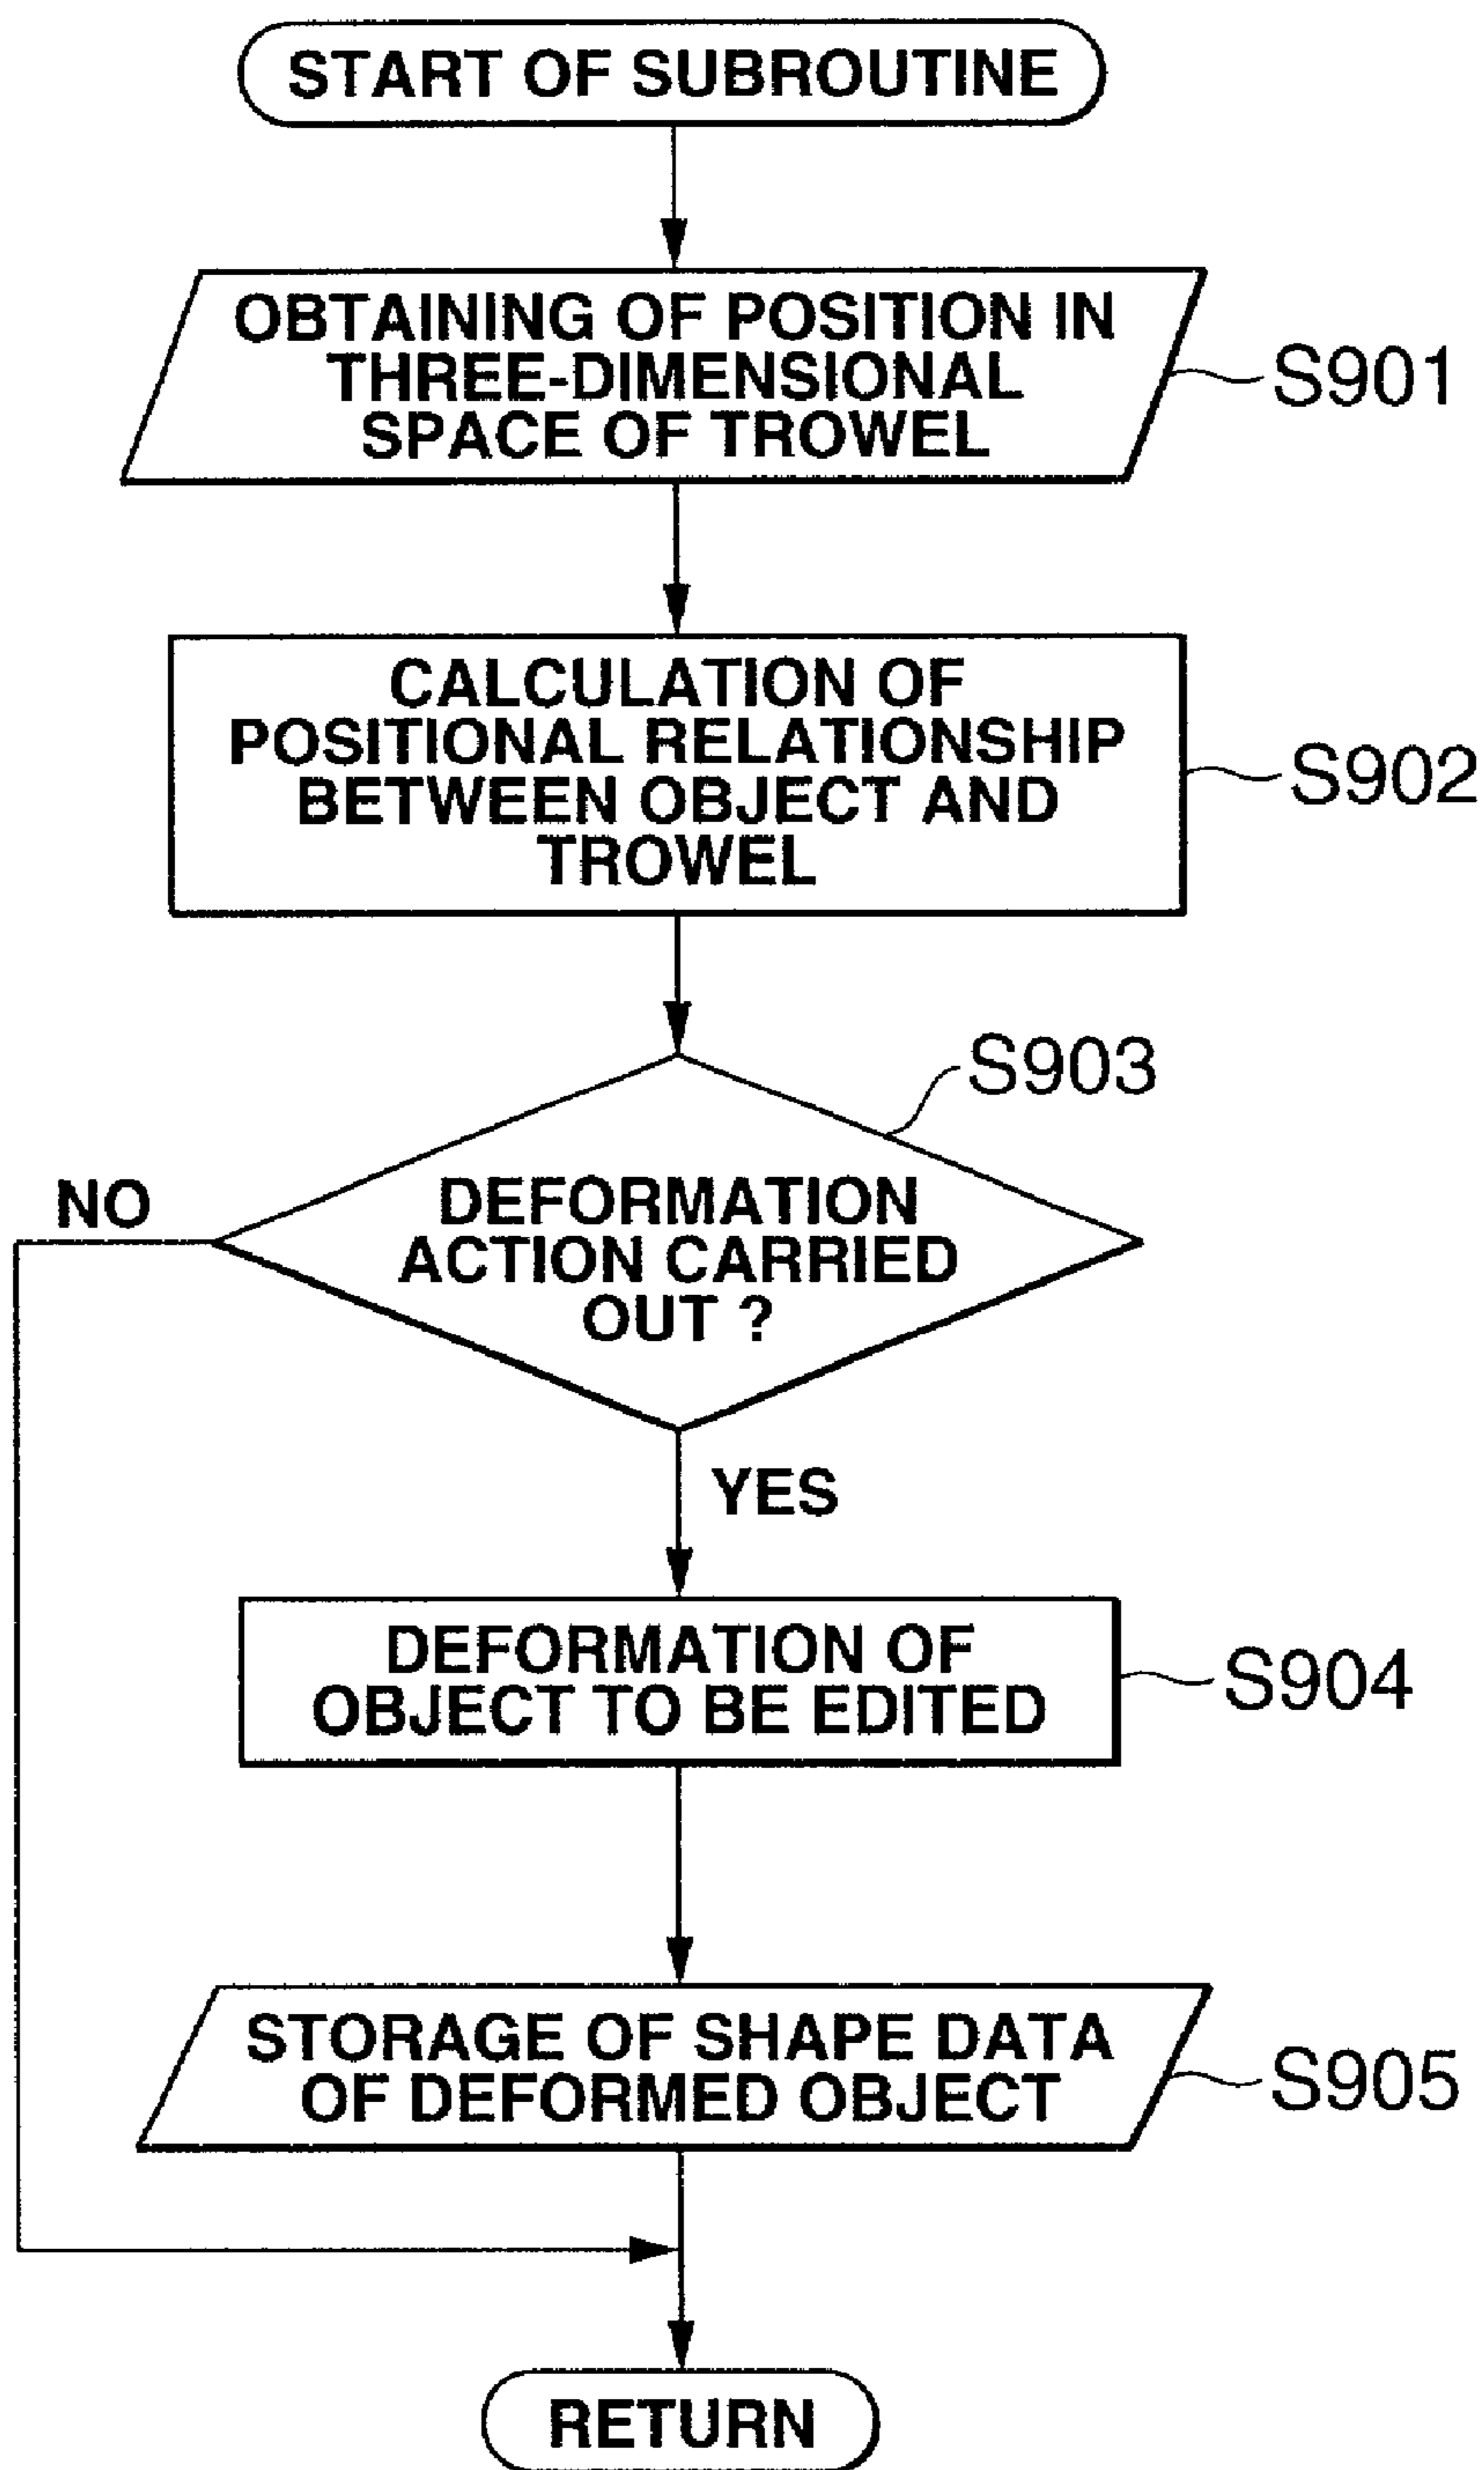 START OF SUBROUTINE
OBTAINING OF POSITION IN
THREE-DIMENSIONAL
SPACE OF TROWEL
S901
CALCULATION OF
POSITIONAL RELATIONSHIP
BETWEEN OBJECT AND
TROWEL
S902
S903
DEFORMATION
ACTION CARRIED
OUT ?
NO
YES
DEFORMATION OF
OBJECT TO BE EDITED
S904
STORAGE OF SHAPE DATA
OF DEFORMED OBJECT
S905
RETURN